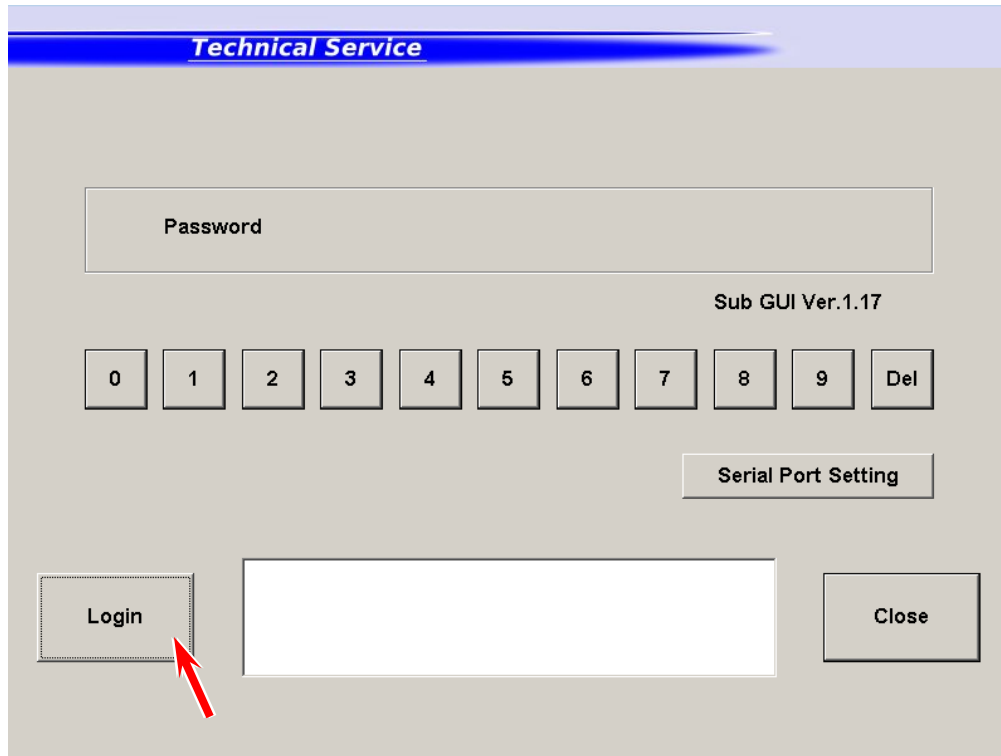 Technical Service
Password
Sub GUI Ver.1.17
0 1 2 3 4 5 6 7 8 9 Del
Serial Port Setting
Login Close